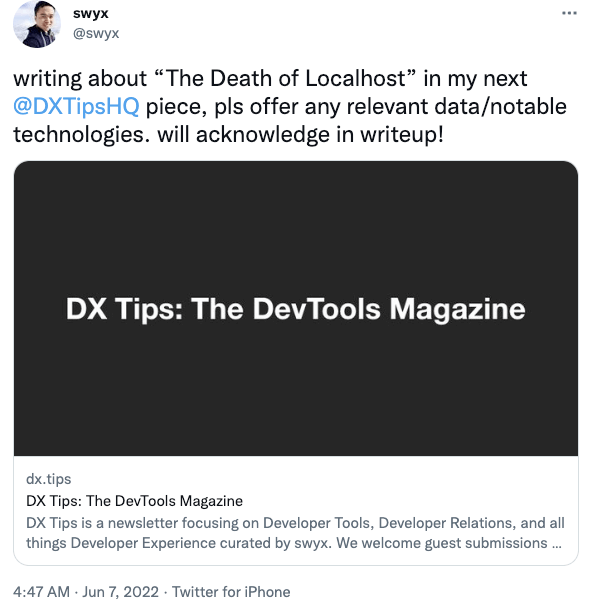 swyx
@swyx
writing about “The Death of Localhost” in my next
@DXTipsHQ piece, pls offer any relevant data/notable
technologies. will acknowledge in writeup!
DX Tips: The DevTools Magazine
dx.tips
DX Tips: The DevTools Magazine
DX Tips is a newsletter focusing on Developer Tools, Developer Relations, and all
things Developer Experience curated by swyx. We welcome guest submissions ...
4:47 AM · Jun 7, 2022 · Twitter for iPhone